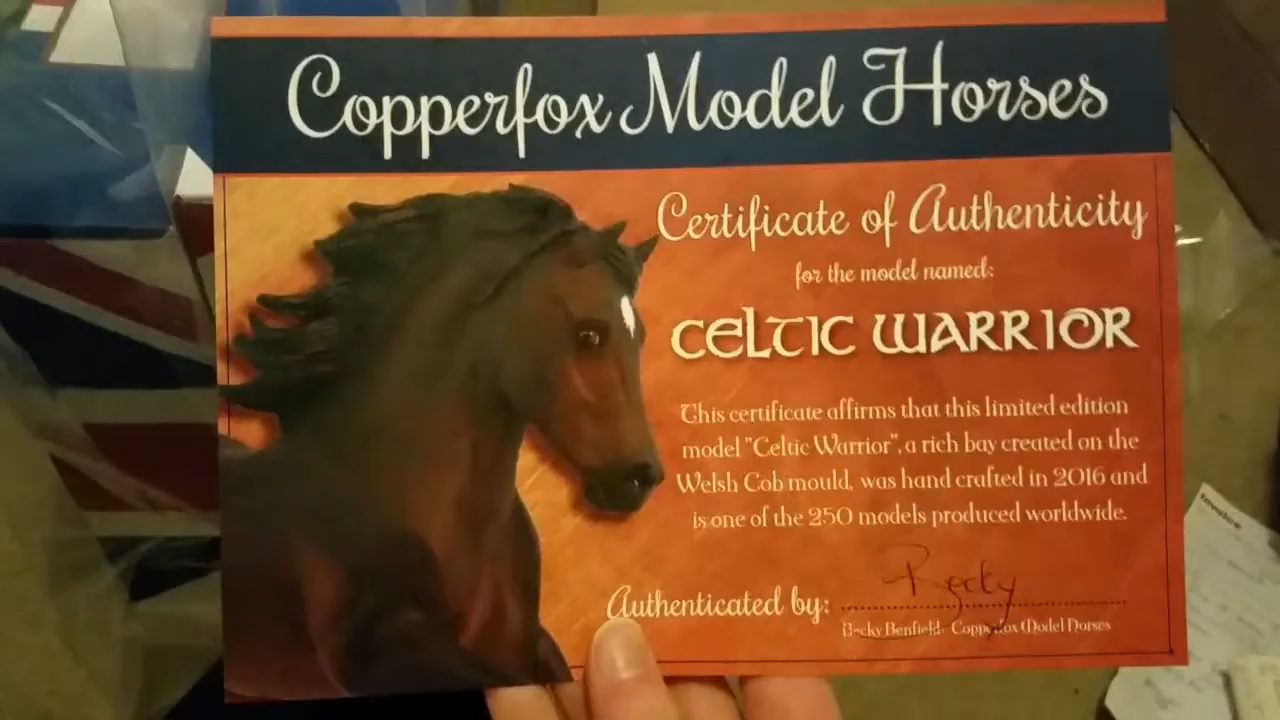 Copperfox Model Horses
Certificate of Authenticity
for the model named:
CELTIC WARRIOR
This certificate affirms that this limited edition
model "Celtic Warrior", a rich bay created on the
Welsh Cob mould, was hand crafted in 2016 and
is one of the 250 models produced worldwide.
Becky
Authenticated by:
Becky Benfield- Copperfox Model Horses